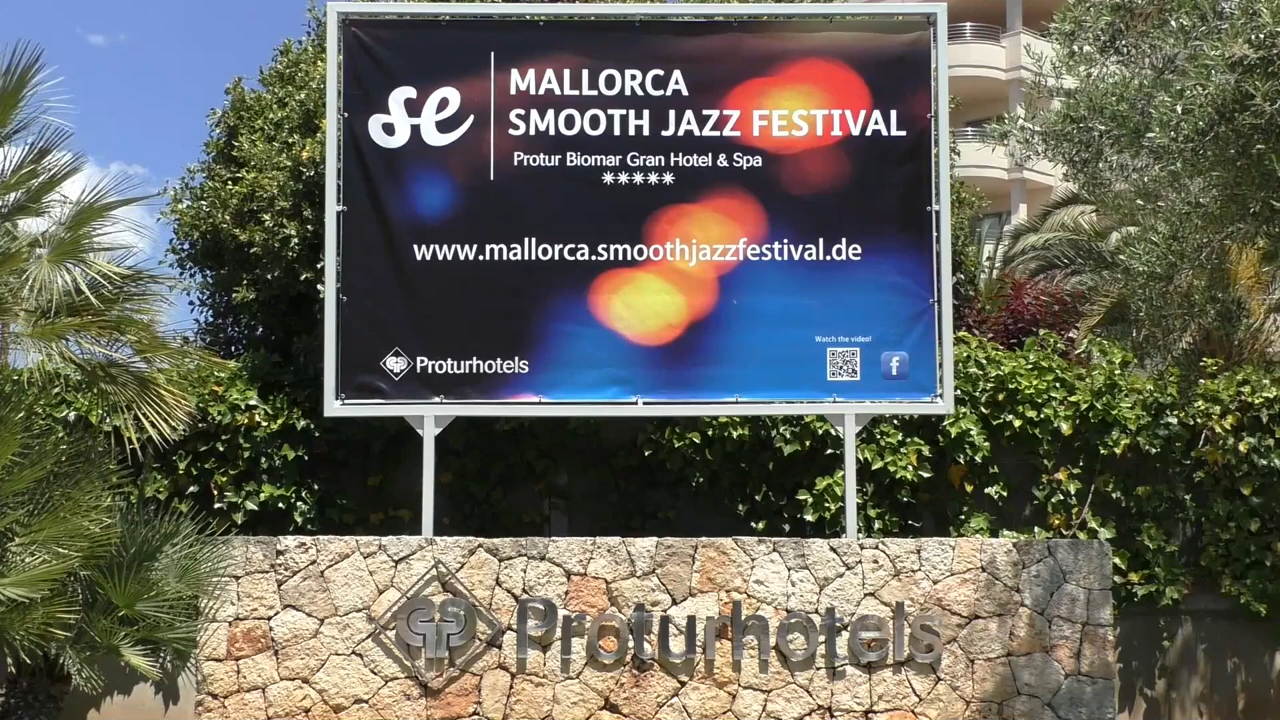 se
MALLORCA
SMOOTH JAZZ FESTIVAL
Protur Biomar Gran Hotel & Spa
*****
www.mallorca.smoothjazzfestival.de
Watch the video!
Proturhotels
f
Proturhotels